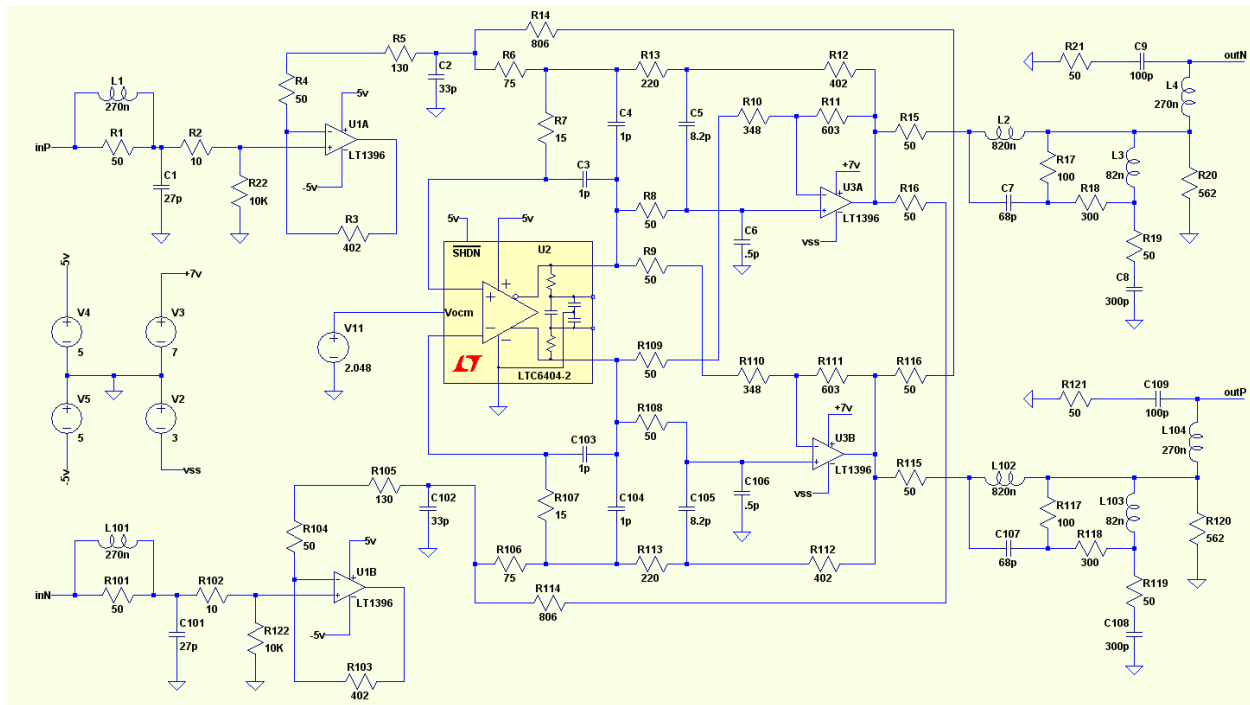 R14
806
R5
130
C2
33p
R6
75
R13
220
R12
402
R21
50
C9
100p
outN
L1
270n
R4
50
5v
U1A
LT1396
-5v
R7
15
C4
1p
C5
8.2p
R10
348
R11
603
R15
50
L2
820n
L4
270n
inP
R1
50
R2
10
C1
27p
R22
10K
R3
402
C3
1p
R8
50
C6
.5p
+7v
U3A
LT1396
vss
R16
50
R17
100
L3
82n
C7
68p
R18
300
R20
562
R19
50
C8
300p
5v
5v
SHDN
U2
R9
50
5v
+7v
V4
5
V3
7
V11
2.048
Vocm
LTC6404-2
R109
50
R110
348
R111
603
R116
50
V5
5
V2
3
-5v
vss
R108
50
C103
1p
+7v
U3B
LT1396
vss
R121
50
C109
100p
outP
L104
270n
R105
130
C102
33p
R107
15
C104
1p
C105
8.2p
C106
.5p
R115
50
L102
820n
R117
100
L103
82n
C107
68p
R118
300
R120
562
L101
270n
R104
50
5v
U1B
LT1396
-5v
R106
75
R113
220
R112
402
R114
806
R119
50
C108
300p
inN
R101
50
R102
10
C101
27p
R122
10K
R103
402